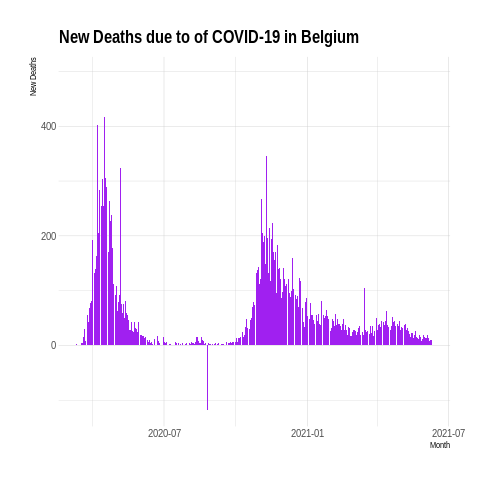 New Deaths due to of COVID-19 in Belgium
New Deaths
400
200
0
2020-07
2021-01
2021-07
Month